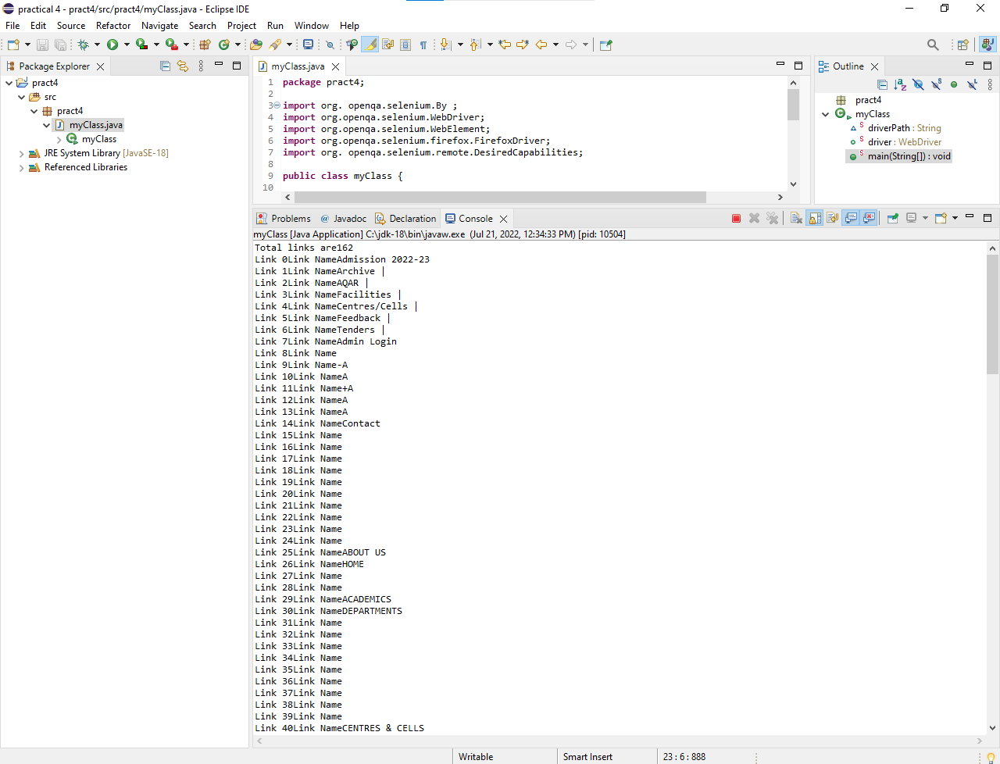 practical 4 - pract4/src/pract4/myClass.java - Eclipse IDE
File Edit Source Refactor Navigate Search Project Run Window Help
Package Explorer
pract4
src
pract4
myClass.java
myClass
JRE System Library [JavaSE-18]
Referenced Libraries
myClass.java
1 package pract4;
2
3 import org. openqa.selenium.By ;
4 import org.openqa.selenium.WebDriver;
5 import org.openqa.selenium.WebElement;
6 import org.openqa.selenium.firefox.FirefoxDriver;
7 import org. openqa.selenium.remote.DesiredCapabilities;
8
9 public class myClass {
10
Outline
pract4
myClass
driverPath : String
driver : WebDriver
main(String[]) : void
Problems @ Javadoc Declaration Console
myClass [Java Application] C:\jdk-18\bin\javaw.exe (Jul 21, 2022, 12:34:33 PM) [pid: 10504]
Total links are162
Link 0Link NameAdmission 2022-23
Link 1Link NameArchive |
Link 2Link NameAQAR |
Link 3Link NameFacilities |
Link 4Link NameCentres/Cells |
Link 5Link NameFeedback |
Link 6Link NameTenders |
Link 7Link NameAdmin Login
Link 8Link Name
Link 9Link Name-A
Link 10Link NameA
Link 11Link Name+A
Link 12Link NameA
Link 13Link NameA
Link 14Link NameContact
Link 15Link Name
Link 16Link Name
Link 17Link Name
Link 18Link Name
Link 19Link Name
Link 20Link Name
Link 21Link Name
Link 22Link Name
Link 23Link Name
Link 24Link Name
Link 25Link NameABOUT US
Link 26Link NameHOME
Link 27Link Name
Link 28Link Name
Link 29Link NameACADEMICS
Link 30Link NameDEPARTMENTS
Link 31Link Name
Link 32Link Name
Link 33Link Name
Link 34Link Name
Link 35Link Name
Link 36Link Name
Link 37Link Name
Link 38Link Name
Link 39Link Name
Link 40Link NameCENTRES & CELLS
Writable Smart Insert 23 : 6 : 888